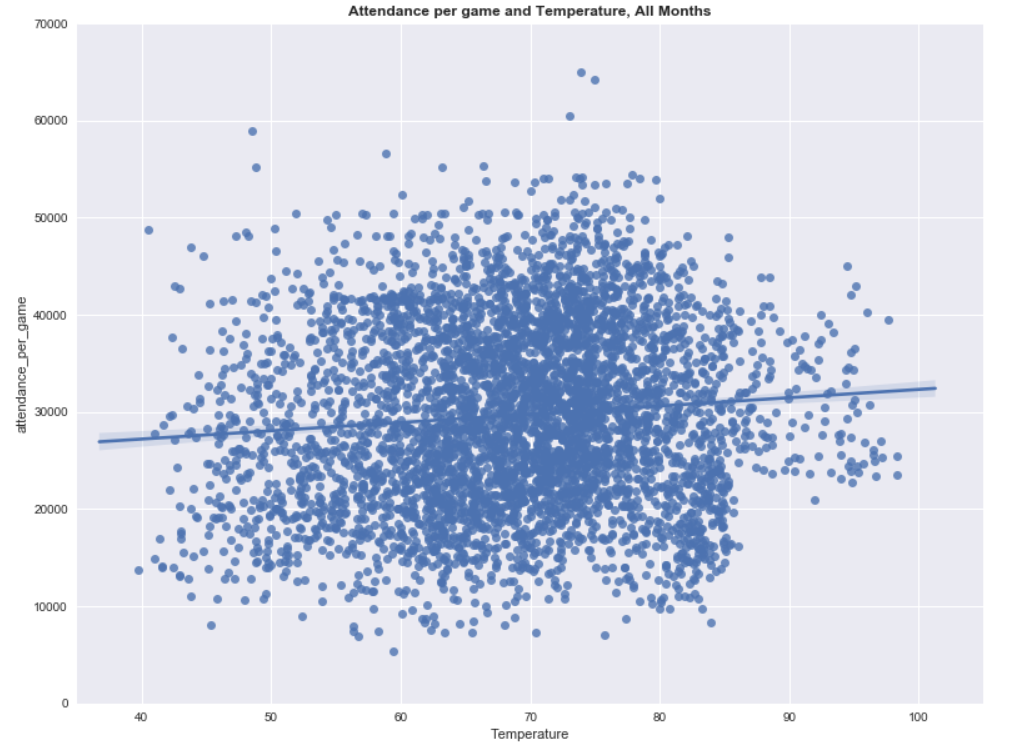 Attendance per game and Temperature, All Months
70000
60000
50000
40000
30000
20000
10000
0
attendance_per_game
40 50 60 70 80 90 100
Temperature